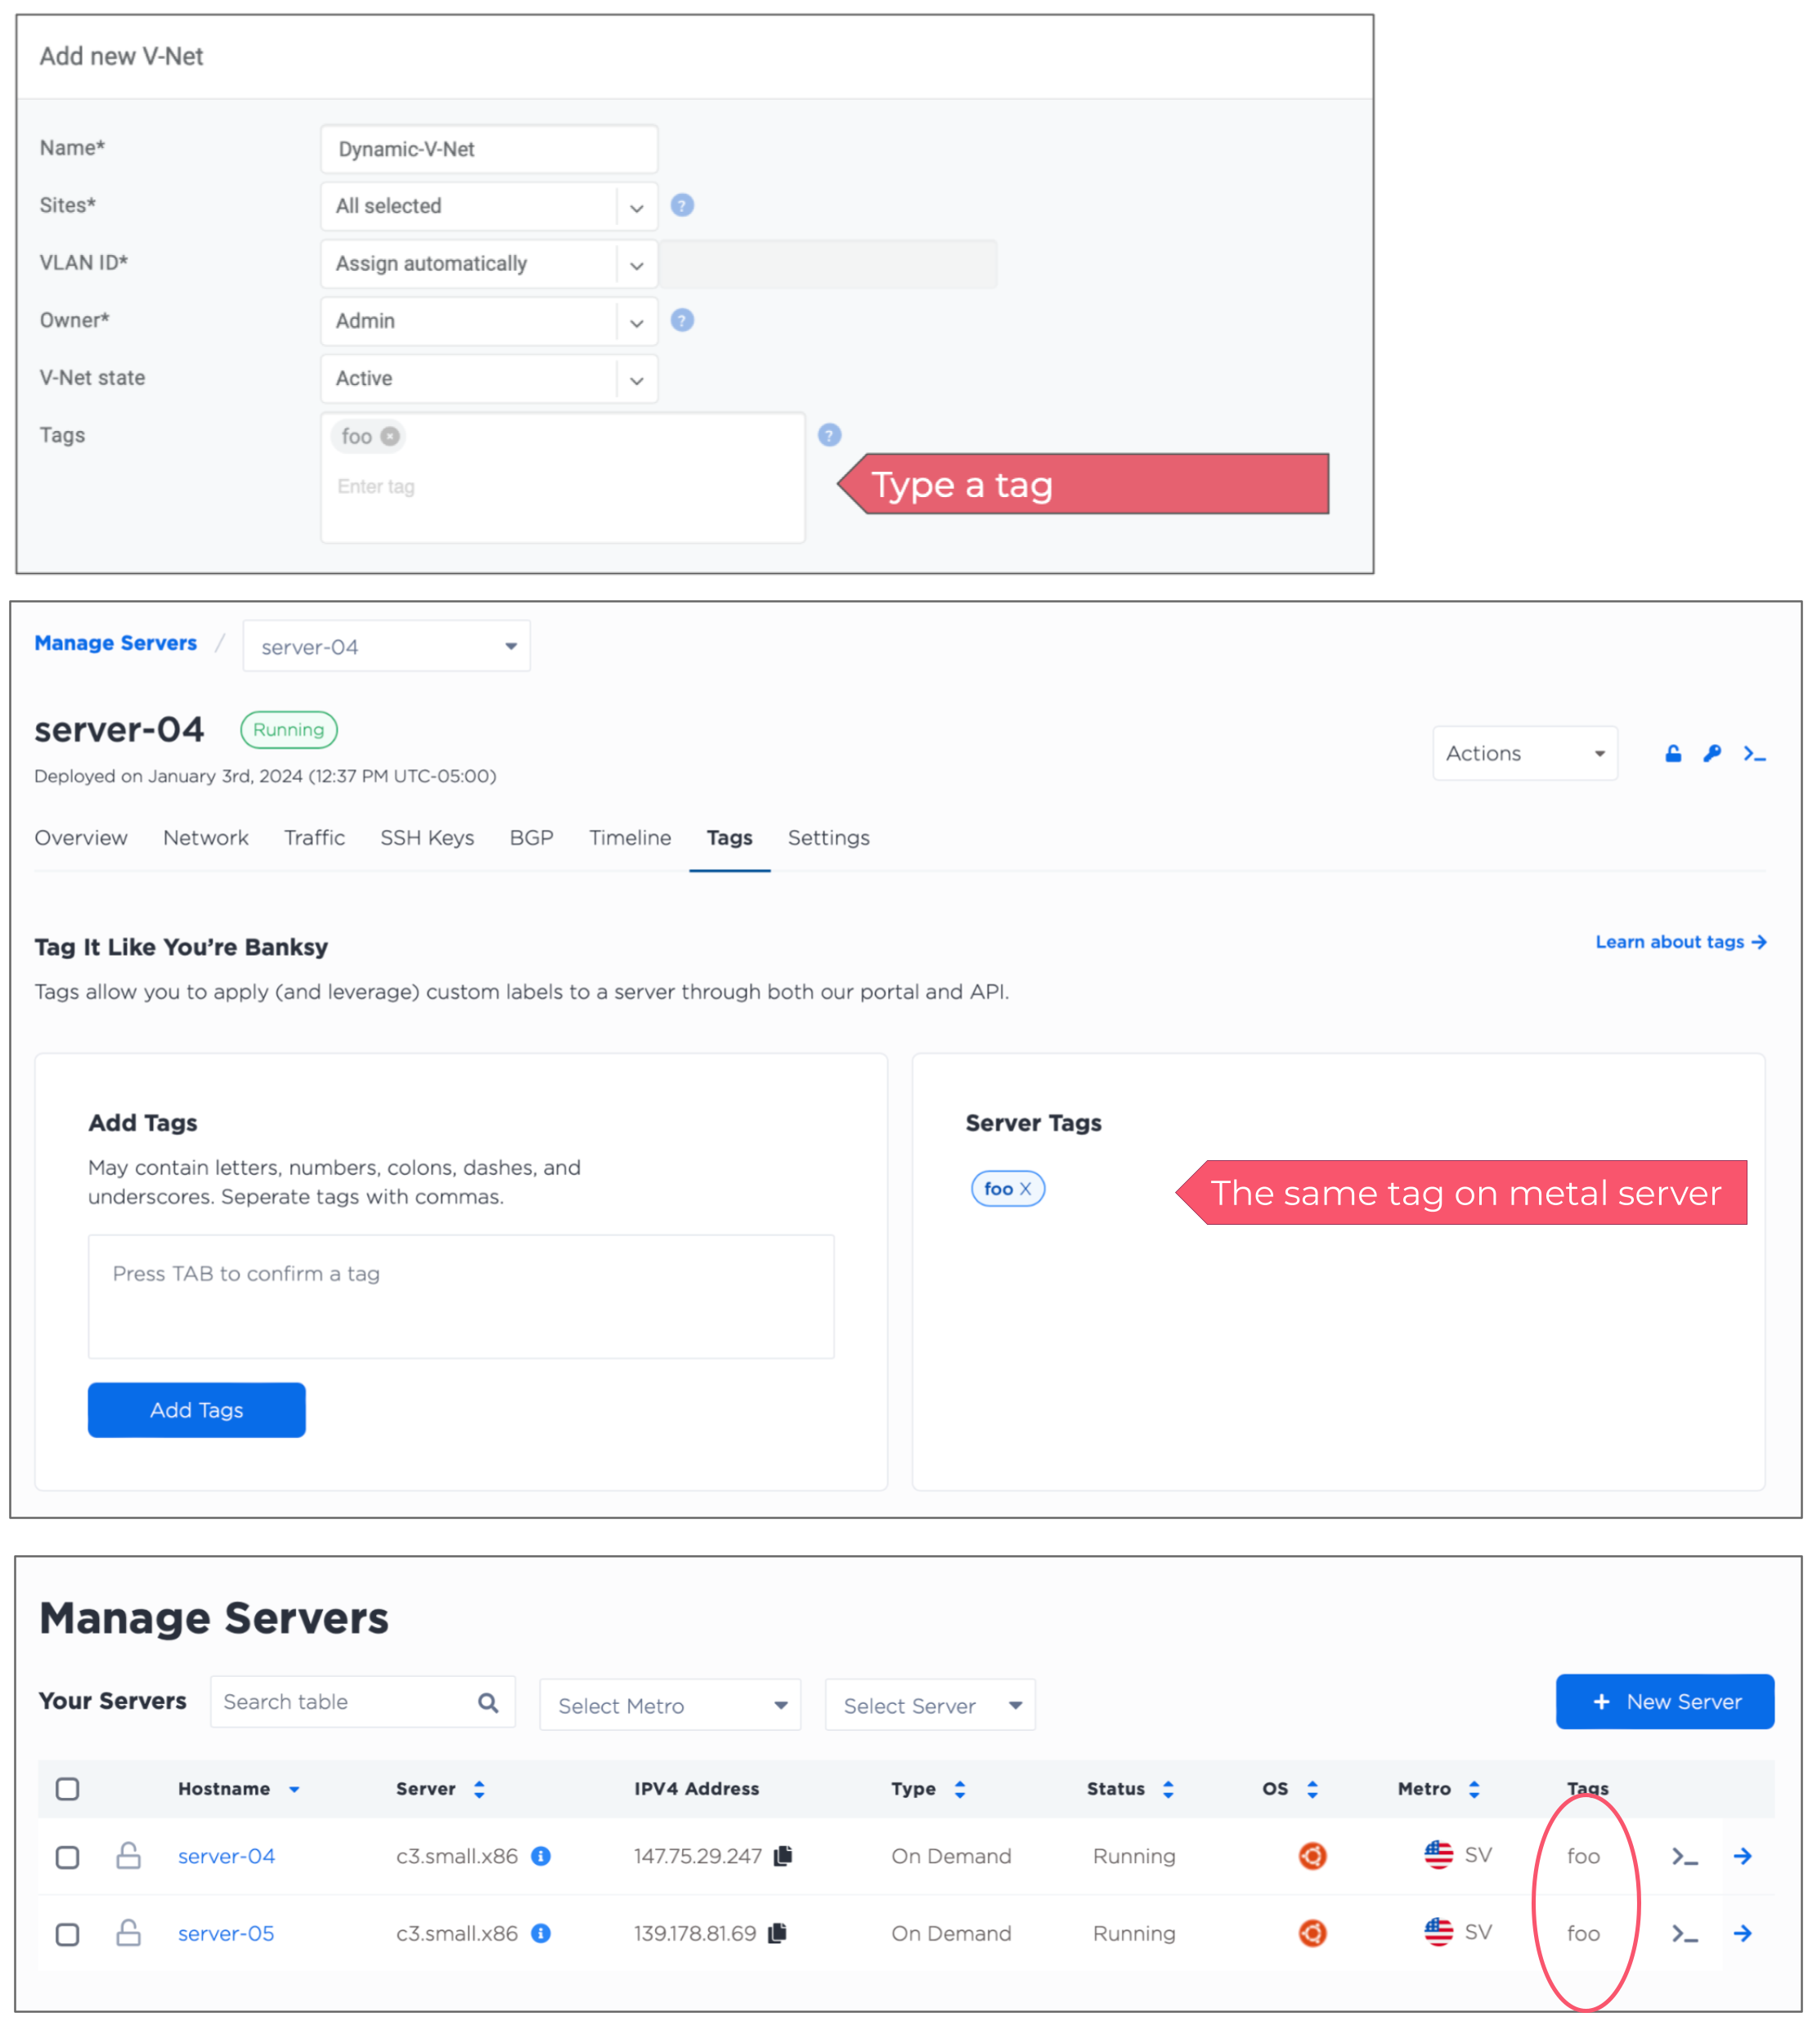 Add new V-Net
Name* Dynamic-V-Net
Sites* All selected ?
VLAN ID* Assign automatically
Owner* Admin ?
V-Net state Active
Tags foo ?
Enter tag
Type a tag
Manage Servers / server-04
server-04 Running
Deployed on January 3rd, 2024 (12:37 PM UTC-05:00)
Actions
Overview Network Traffic SSH Keys BGP Timeline Tags Settings
Tag It Like You’re Banksy
Learn about tags →
Tags allow you to apply (and leverage) custom labels to a server through both our portal and API.
Add Tags
May contain letters, numbers, colons, dashes, and
underscores. Seperate tags with commas.
Press TAB to confirm a tag
Add Tags
Server Tags
foo X
The same tag on metal server
Manage Servers
Your Servers Search table Select Metro Select Server + New Server
Hostname Server IPV4 Address Type Status OS Metro Tags
server-04 c3.small.x86 147.75.29.247 On Demand Running SV foo
server-05 c3.small.x86 139.178.81.69 On Demand Running SV foo